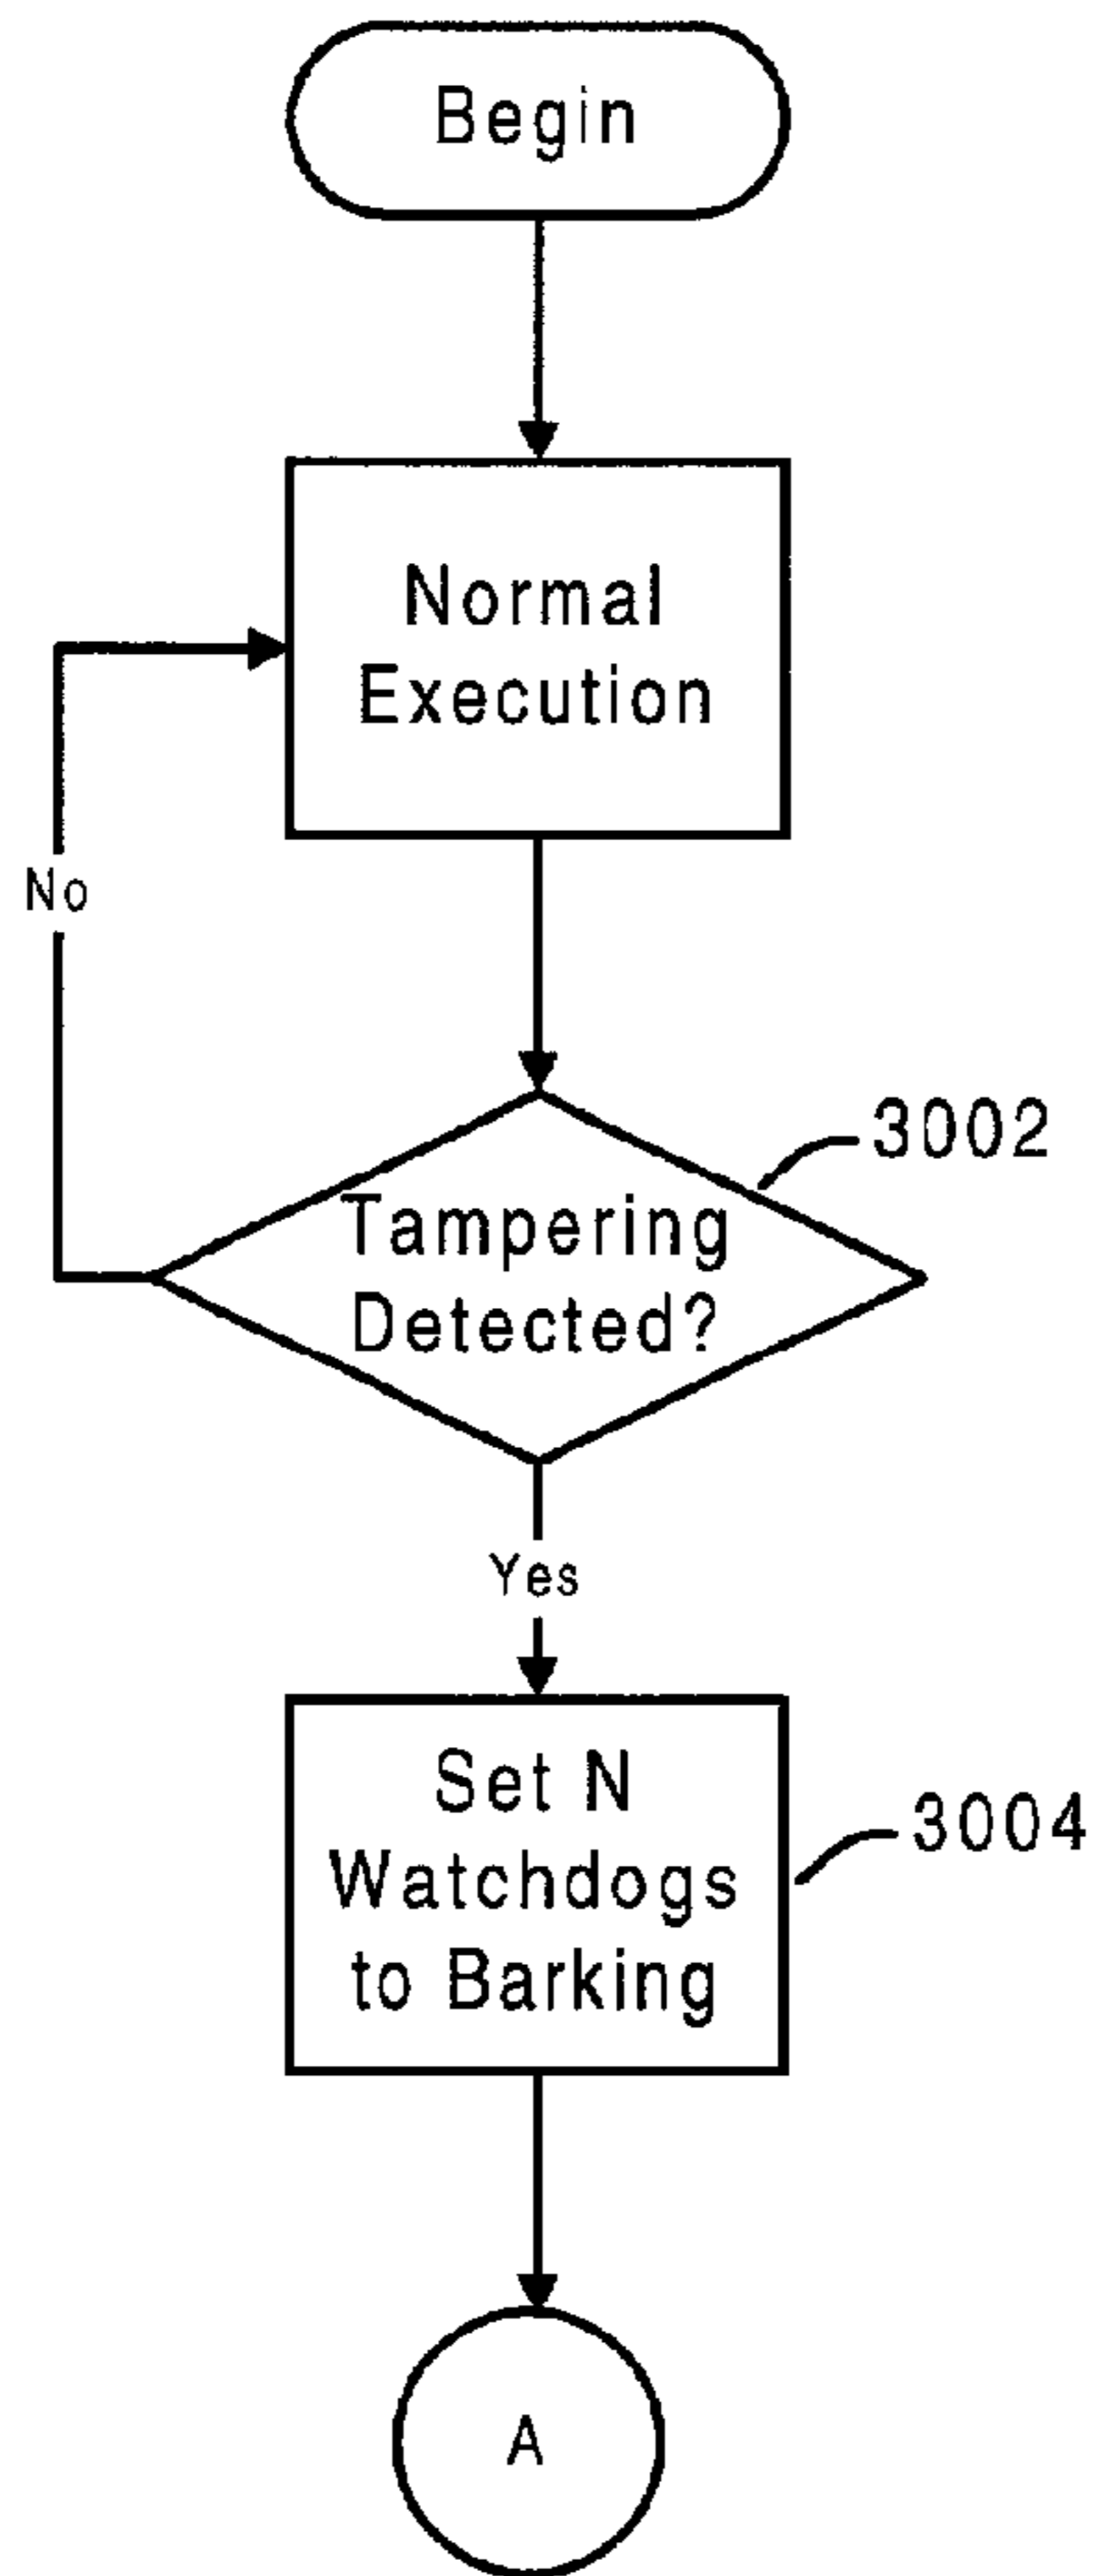 Begin
Normal
Execution
No
3002
Tampering
Detected?
Yes
Set N
Watchdogs
to Barking
3004
A